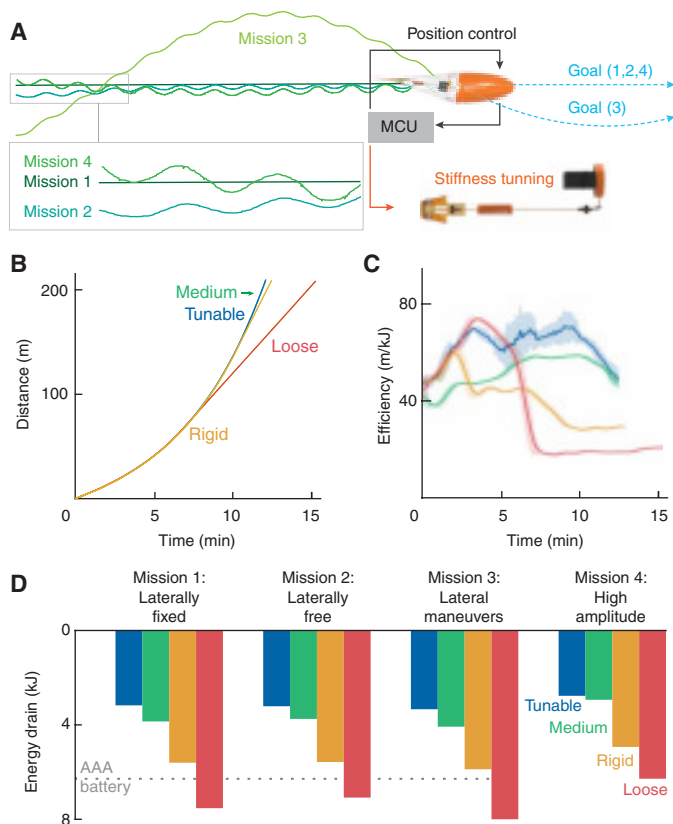 A
Mission 3
Position control
Goal (1,2,4)
Goal (3)
MCU
Mission 4
Mission 1
Mission 2
Stiffness tunning
B
200
Medium
Tunable
Loose
Distance (m)
100
Rigid
0
5
10
15
Time (min)
C
80
Efficiency (m/kJ)
40
0
5
10
15
Time (min)
D
Mission 1:
Laterally
fixed
Mission 2:
Laterally
free
Mission 3:
Lateral
maneuvers
Mission 4:
High
amplitude
0
Energy drain (kJ)
4
Tunable
Medium
Rigid
AAA
battery
Loose
8